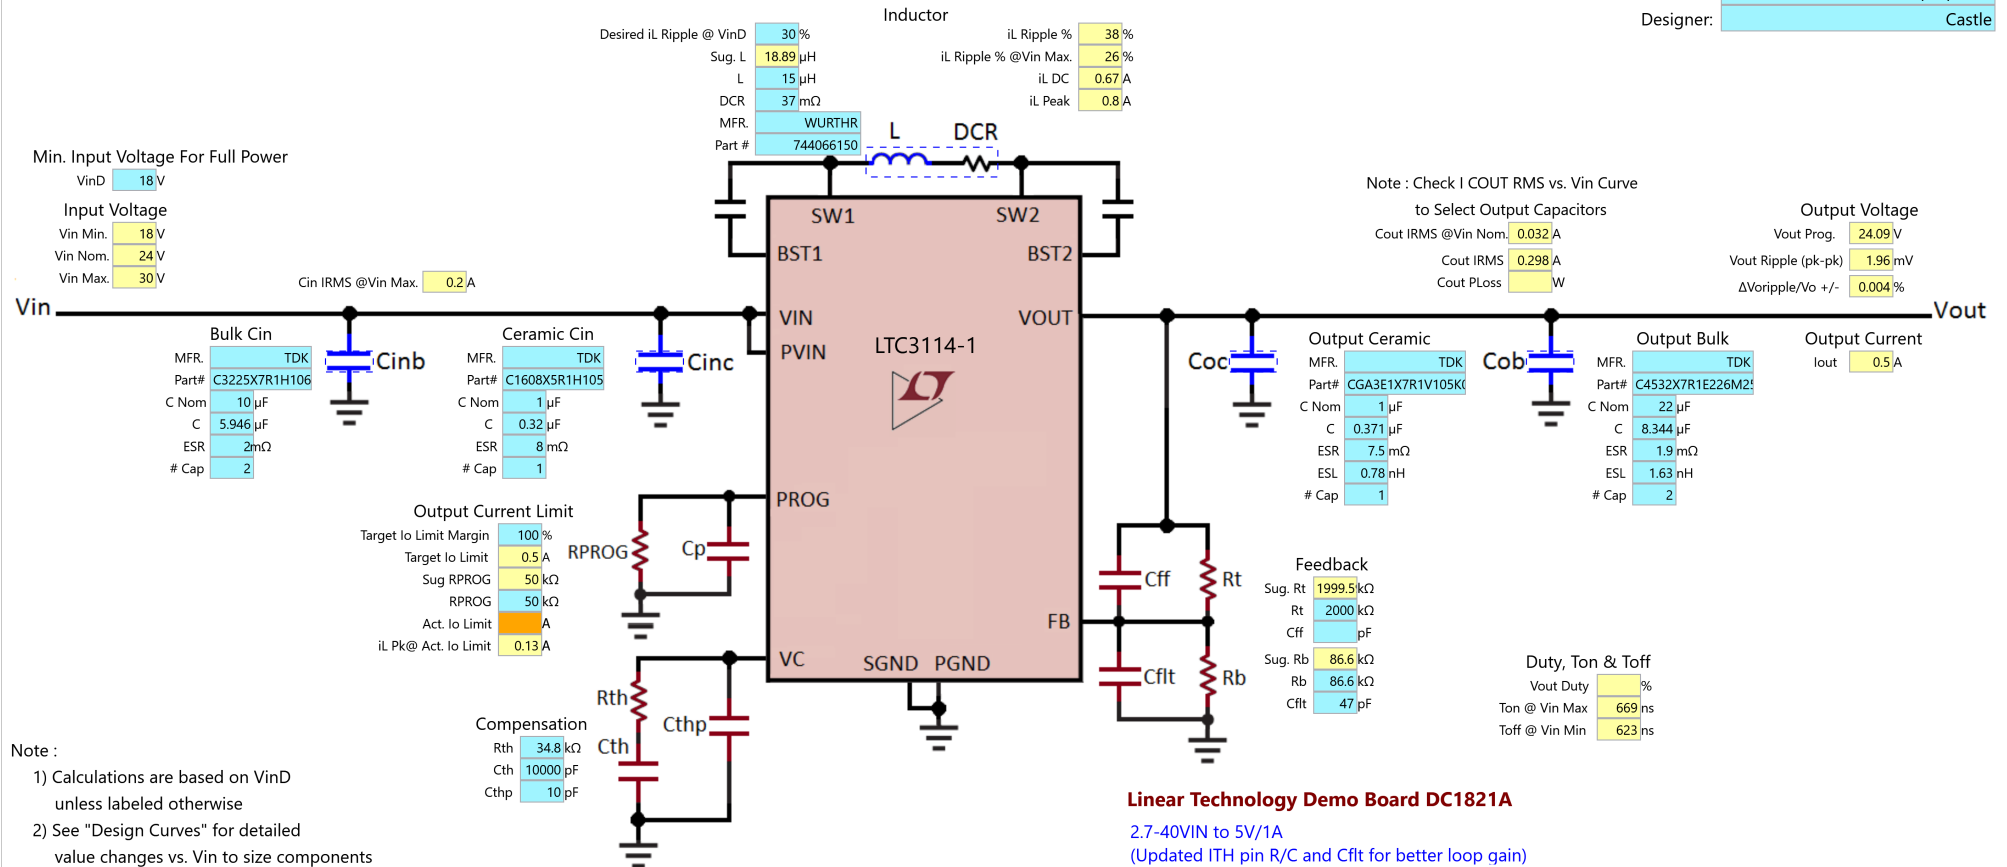 Designer: Castle
Inductor
Desired iL Ripple @ VinD 30 %
Sug. L 18.89 µH
L 15 µH
DCR 37 mΩ
MFR. WURTHR
Part # 744066150
iL Ripple % 38 %
iL Ripple % @Vin Max. 26 %
iL DC 0.67 A
iL Peak 0.8 A
L DCR
Min. Input Voltage For Full Power
VinD 18 V
Input Voltage
Vin Min. 18 V
Vin Nom. 24 V
Vin Max. 30 V
Cin IRMS @Vin Max. 0.2 A
Vin
Note : Check I COUT RMS vs. Vin Curve
to Select Output Capacitors
Cout IRMS @Vin Nom. 0.032 A
Cout IRMS 0.298 A
Cout PLoss W
Output Voltage
Vout Prog. 24.09 V
Vout Ripple (pk-pk) 1.96 mV
ΔVoripple/Vo +/- 0.004 %
Vout
SW1 SW2
BST1 BST2
VIN VOUT
PVIN
LTC3114-1
PROG
FB
VC
SGND PGND
Bulk Cin
MFR. TDK
Part# C3225X7R1H106
C Nom 10 µF
C 5.946 µF
ESR 2 mΩ
# Cap 2
Cinb
Ceramic Cin
MFR. TDK
Part# C1608X5R1H105
C Nom 1 µF
C 0.32 µF
ESR 8 mΩ
# Cap 1
Cinc
Coc
Output Ceramic
MFR. TDK
Part# CGA3E1X7R1V105K
C Nom 1 µF
C 0.371 µF
ESR 7.5 mΩ
ESL 0.78 nH
# Cap 1
Cob
Output Bulk
MFR. TDK
Part# C4532X7R1E226M2
C Nom 22 µF
C 8.344 µF
ESR 1.9 mΩ
ESL 1.63 nH
# Cap 2
Output Current
Iout 0.5 A
Output Current Limit
Target Io Limit Margin 100 %
Target Io Limit 0.5 A
Sug RPROG 50 kΩ
RPROG 50 kΩ
Act. Io Limit A
iL Pk@ Act. Io Limit 0.13 A
RPROG Cp
Cff Rt
Cflt Rb
Feedback
Sug. Rt 1999.5 kΩ
Rt 2000 kΩ
Cff pF
Sug. Rb 86.6 kΩ
Rb 86.6 kΩ
Cflt 47 pF
Duty, Ton & Toff
Vout Duty %
Ton @ Vin Max 669 ns
Toff @ Vin Min 623 ns
Compensation
Rth 34.8 kΩ
Cth 10000 pF
Cthp 10 pF
Rth
Cth
Cthp
Note :
1) Calculations are based on VinD
unless labeled otherwise
2) See "Design Curves" for detailed
value changes vs. Vin to size components
Linear Technology Demo Board DC1821A
2.7-40VIN to 5V/1A
(Updated ITH pin R/C and Cflt for better loop gain)